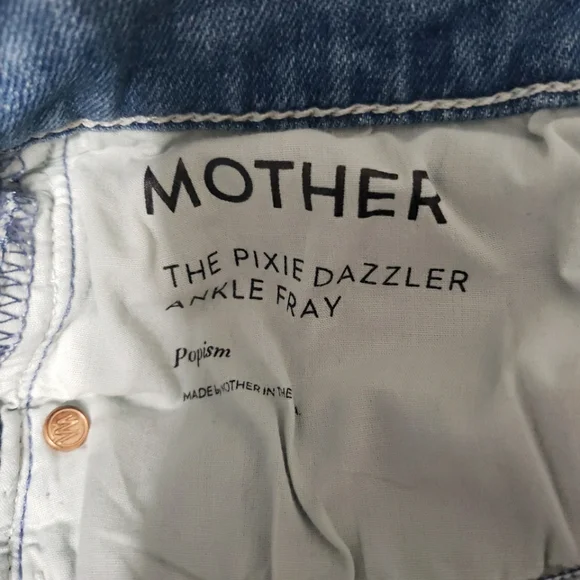 MOTHER
THE PIXIE DAZZLER
ANKLE FRAY
Popism
MADE by MOTHER IN THE